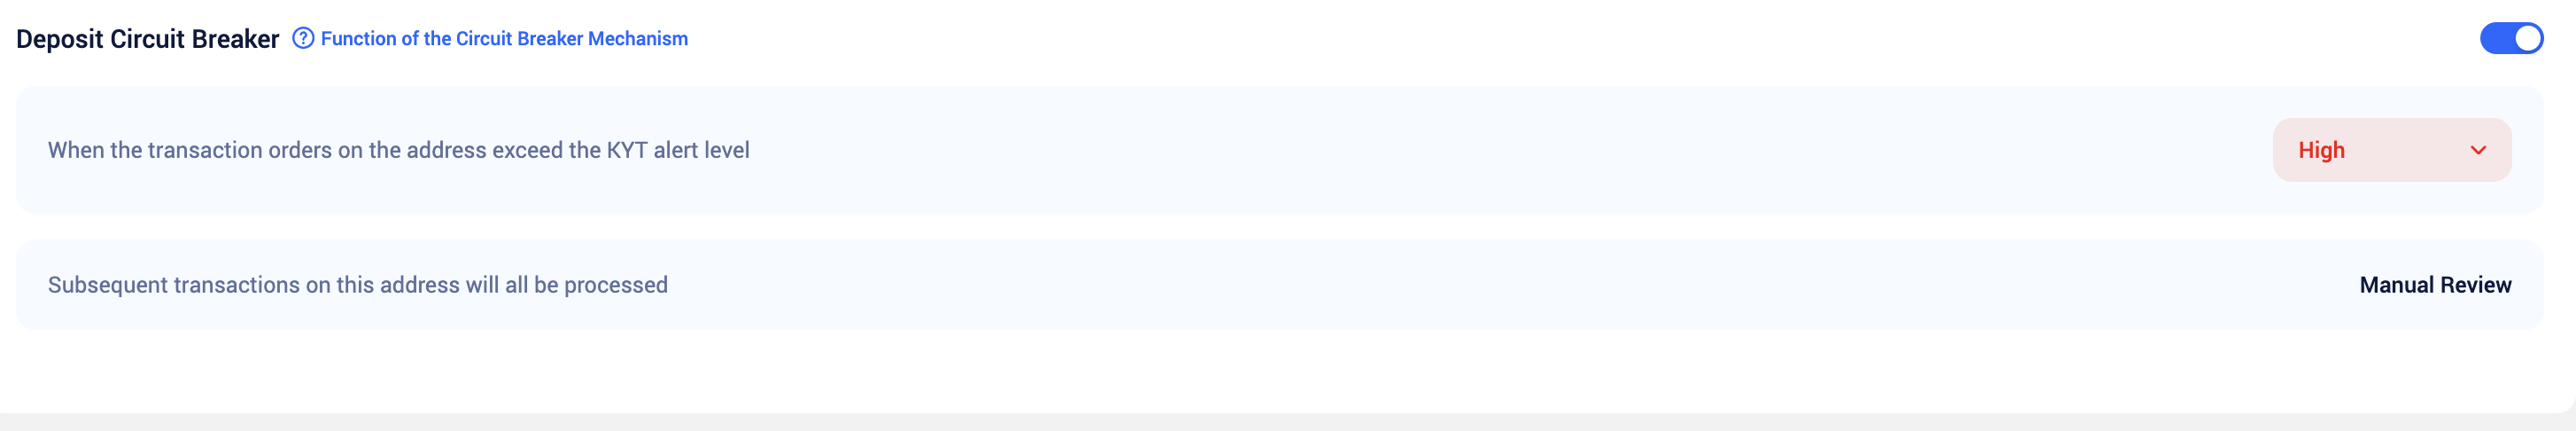 Deposit Circuit Breaker Function of the Circuit Breaker Mechanism
When the transaction orders on the address exceed the KYT alert level High
Subsequent transactions on this address will all be processed Manual Review